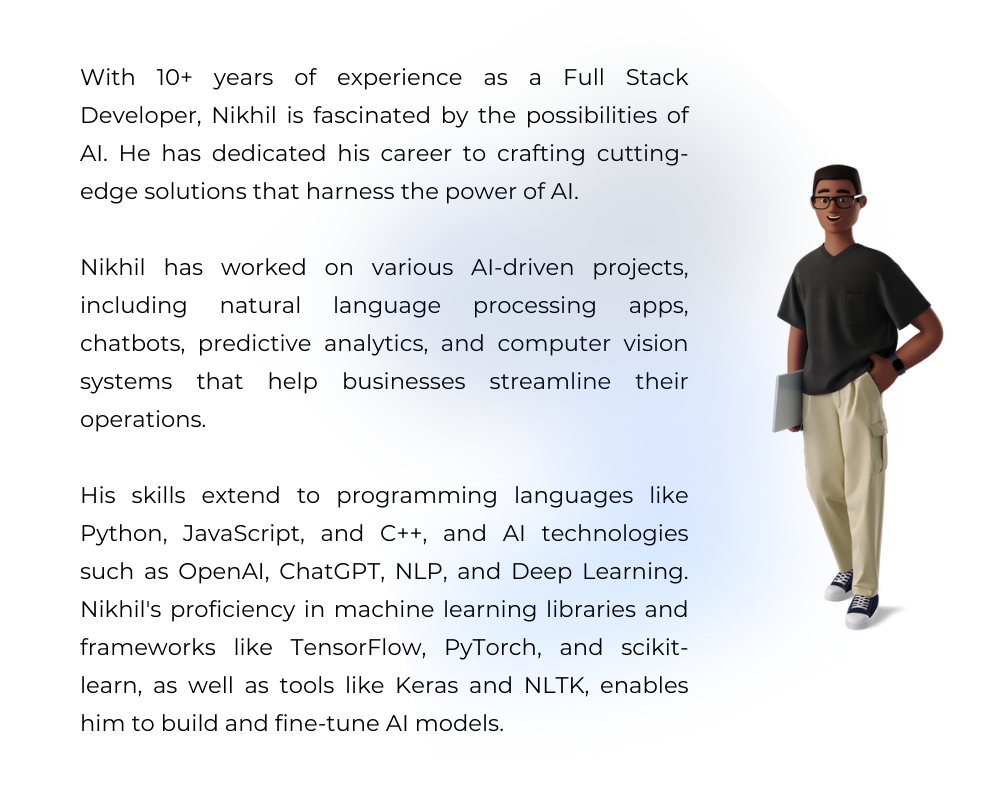 With 10+ years of experience as a Full Stack
Developer, Nikhil is fascinated by the possibilities of
AI. He has dedicated his career to crafting cutting-
edge solutions that harness the power of AI.
Nikhil has worked on various AI-driven projects,
including natural language processing apps,
chatbots, predictive analytics, and computer vision
systems that help businesses streamline their
operations.
His skills extend to programming languages like
Python, JavaScript, and C++, and AI technologies
such as OpenAI, ChatGPT, NLP, and Deep Learning.
Nikhil's proficiency in machine learning libraries and
frameworks like TensorFlow, PyTorch, and scikit-
learn, as well as tools like Keras and NLTK, enables
him to build and fine-tune AI models.